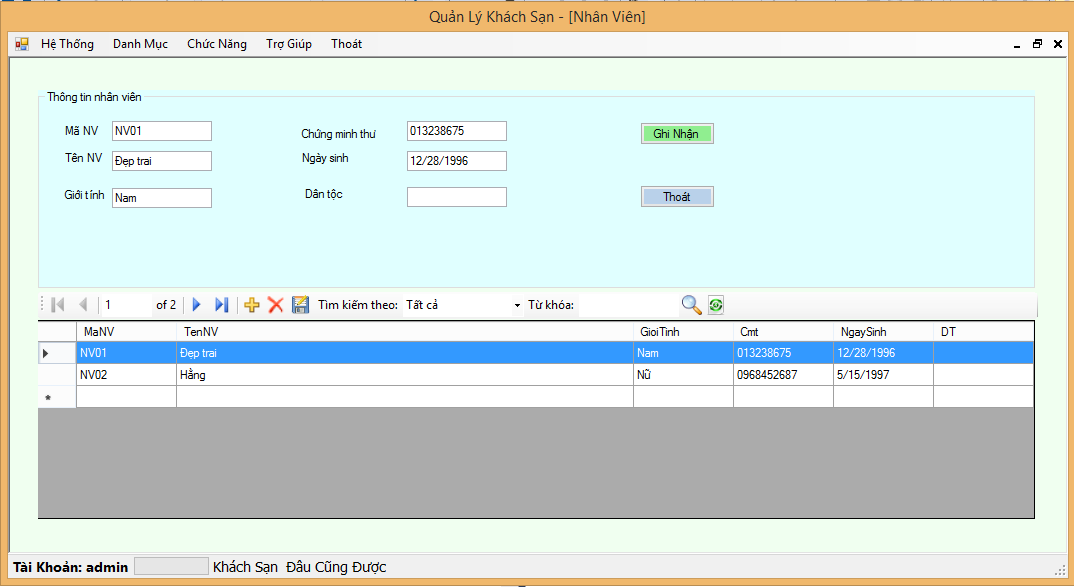 Quản Lý Khách Sạn - [Nhân Viên]
Hệ Thống Danh Mục Chức Năng Trợ Giúp Thoát
Thông tin nhân viên
Mã NV NV01 Chứng minh thư 013238675 Ghi Nhận
Tên NV Đẹp trai Ngày sinh 12/28/1996
Giới tính Nam Dân tộc Thoát
1 of 2 Tìm kiếm theo: Tất cả Từ khóa:
MaNV TenNV GioiTinh Cmt NgaySinh DT
NV01 Đẹp trai Nam 013238675 12/28/1996
NV02 Hằng Nữ 0968452687 5/15/1997
Tài Khoản: admin Khách Sạn Đâu Cũng Được